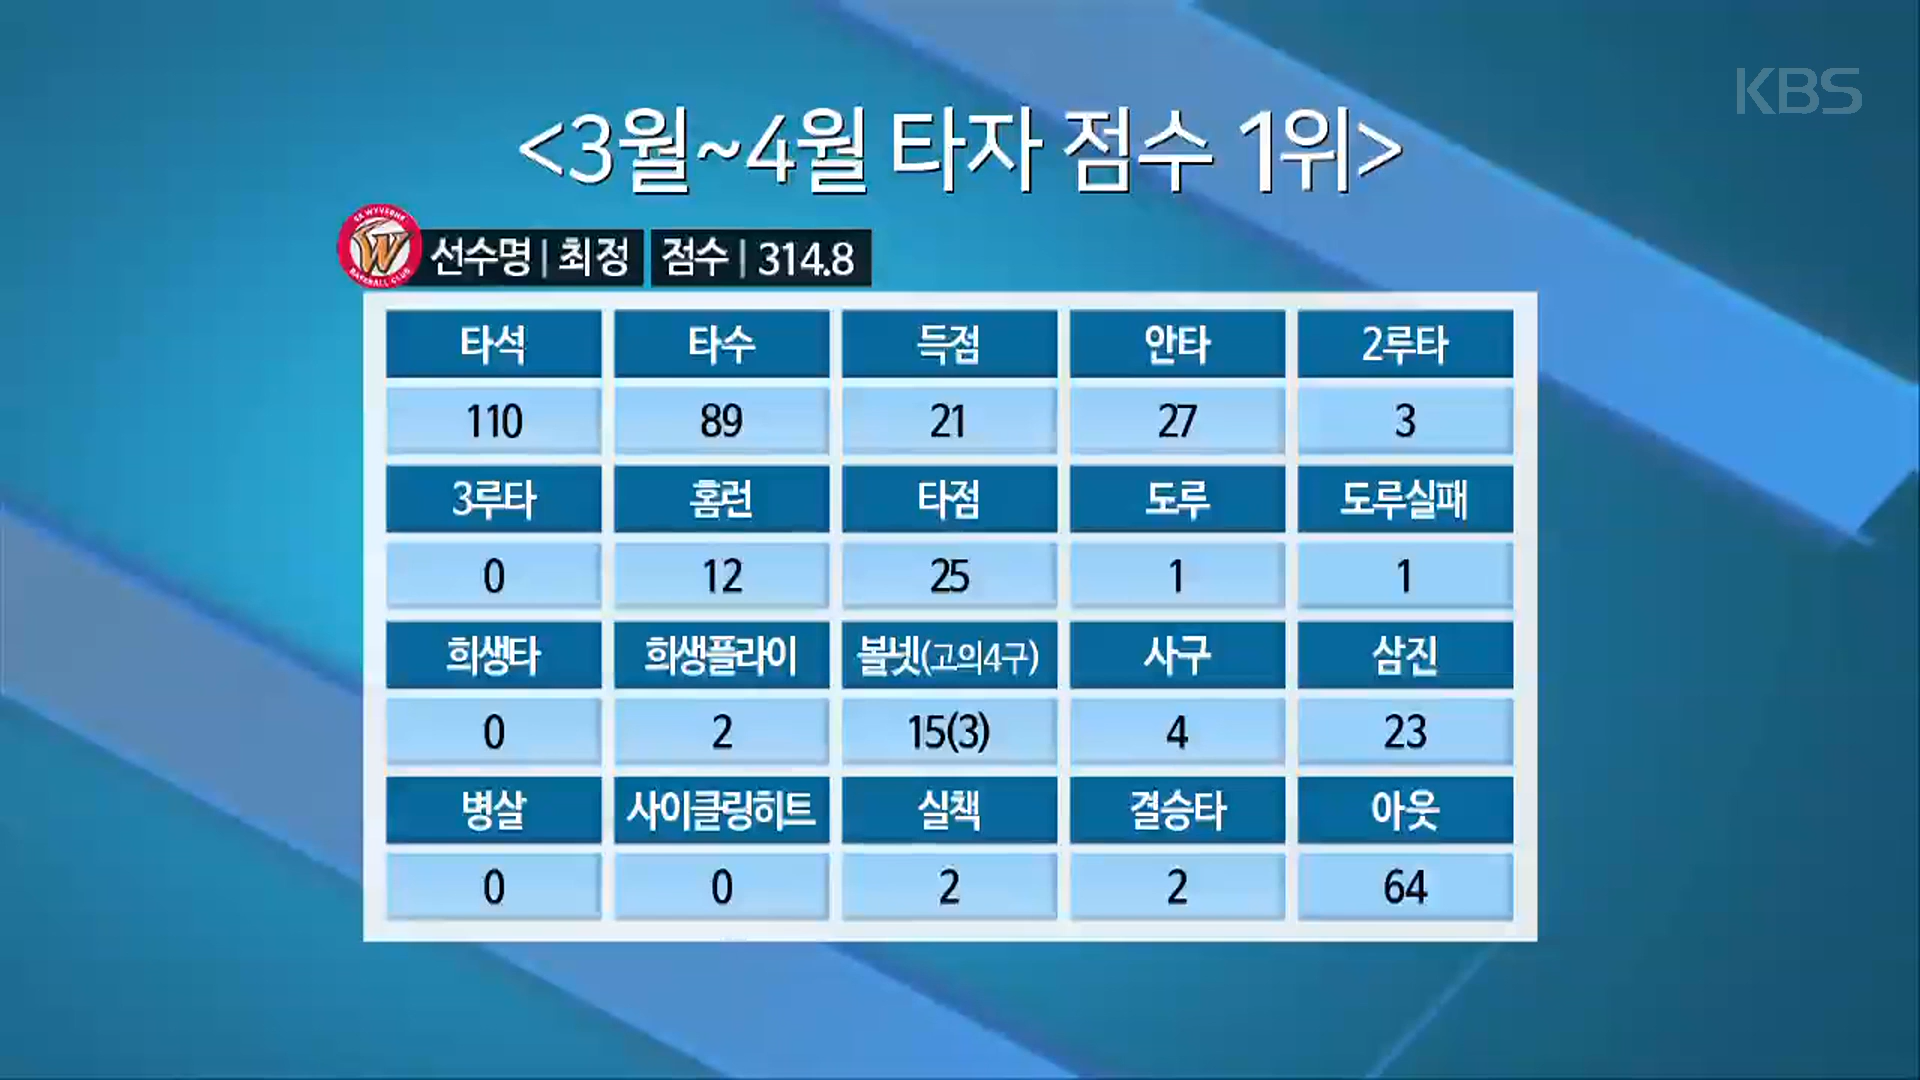 KBS
<3월~4월 타자 점수 1위>
SK WYVERNS
W
BASEBALL CLUB
선수명 | 최정 점수 | 314.8
타석 타수 득점 안타 2루타
110 89 21 27 3
3루타 홈런 타점 도루 도루실패
0 12 25 1 1
희생타 희생플라이 볼넷(고의4구) 사구 삼진
0 2 15(3) 4 23
병살 사이클링히트 실책 결승타 아웃
0 0 2 2 64